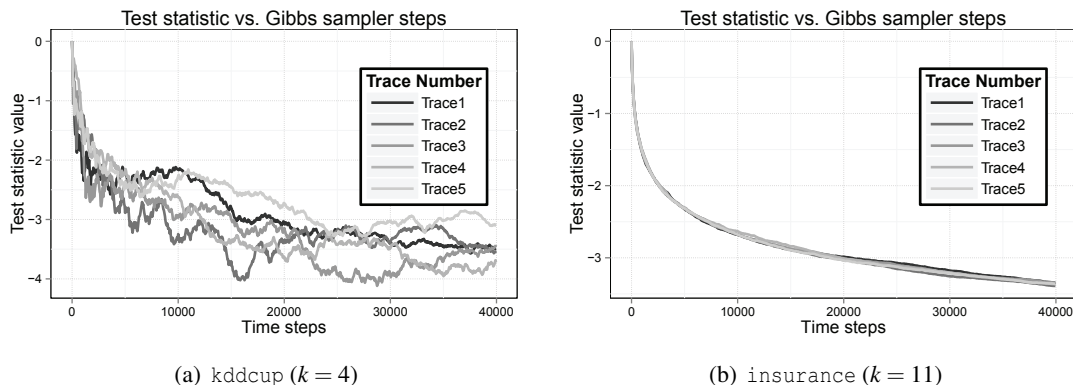 Test statistic vs. Gibbs sampler steps
0
−1
−2
−3
−4
Test statistic value
Trace Number
Trace1
Trace2
Trace3
Trace4
Trace5
0
10000
20000
30000
40000
Time steps
(a) kddcup (k = 4)
Test statistic vs. Gibbs sampler steps
0
−1
−2
−3
Test statistic value
Trace Number
Trace1
Trace2
Trace3
Trace4
Trace5
0
10000
20000
30000
40000
Time steps
(b) insurance (k = 11)